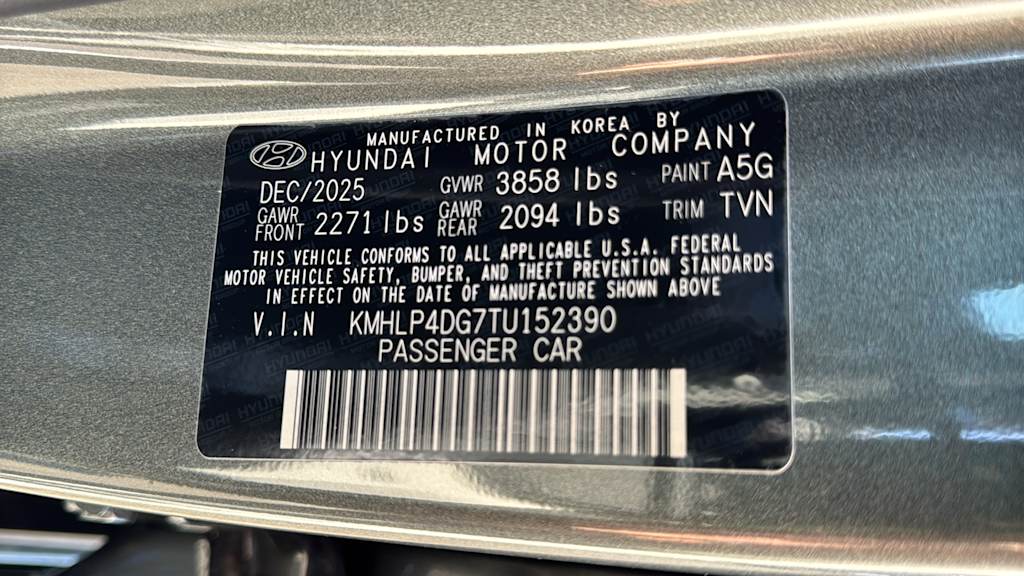 MANUFACTURED IN KOREA BY
HYUNDAI MOTOR COMPANY
DEC/2025 GVWR 3858 lbs PAINT A5G
GAWR FRONT 2271 lbs GAWR REAR 2094 lbs TRIM TVN
THIS VEHICLE CONFORMS TO ALL APPLICABLE U.S.A. FEDERAL
MOTOR VEHICLE SAFETY, BUMPER, AND THEFT PREVENTION STANDARDS
IN EFFECT ON THE DATE OF MANUFACTURE SHOWN ABOVE
V.I.N KMHLP4DG7TU152390
PASSENGER CAR